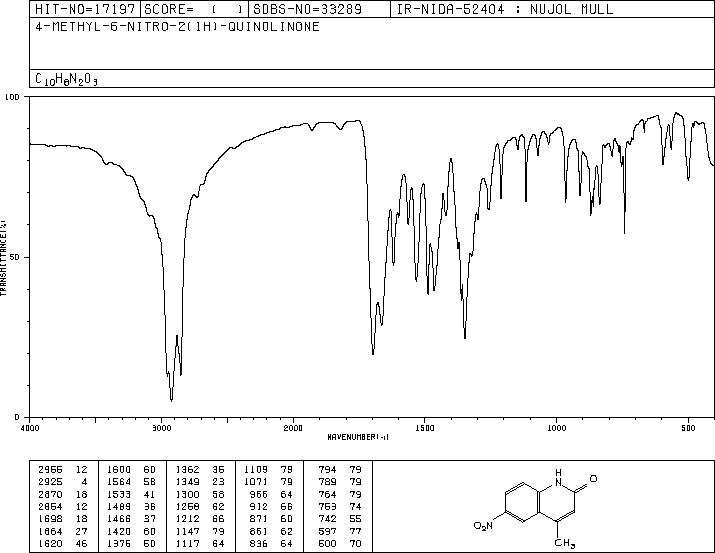 HIT-NO=17197 SCORE= ( ) SDBS-NO=33289 IR-NIDA-52404 : NUJOL MULL
4-METHYL-6-NITRO-2(1H)-QUINOLINONE
C10H8N2O3
100
50
0
TRANSMITTANCE(%)
4000 3000 2000 1500 1000 500
WAVENUMBER(-1)
2955 12 1600 60 1362 35 1109 79 794 79
2925 4 1564 58 1349 23 1071 79 789 79
2870 18 1533 41 1300 58 966 64 764 79
2854 12 1489 36 1258 62 912 66 753 74
1698 18 1466 37 1212 66 871 60 742 55
1664 27 1420 60 1147 79 861 62 597 77
1620 46 1376 50 1117 64 836 64 500 70
H
N
O
O2N
CH3